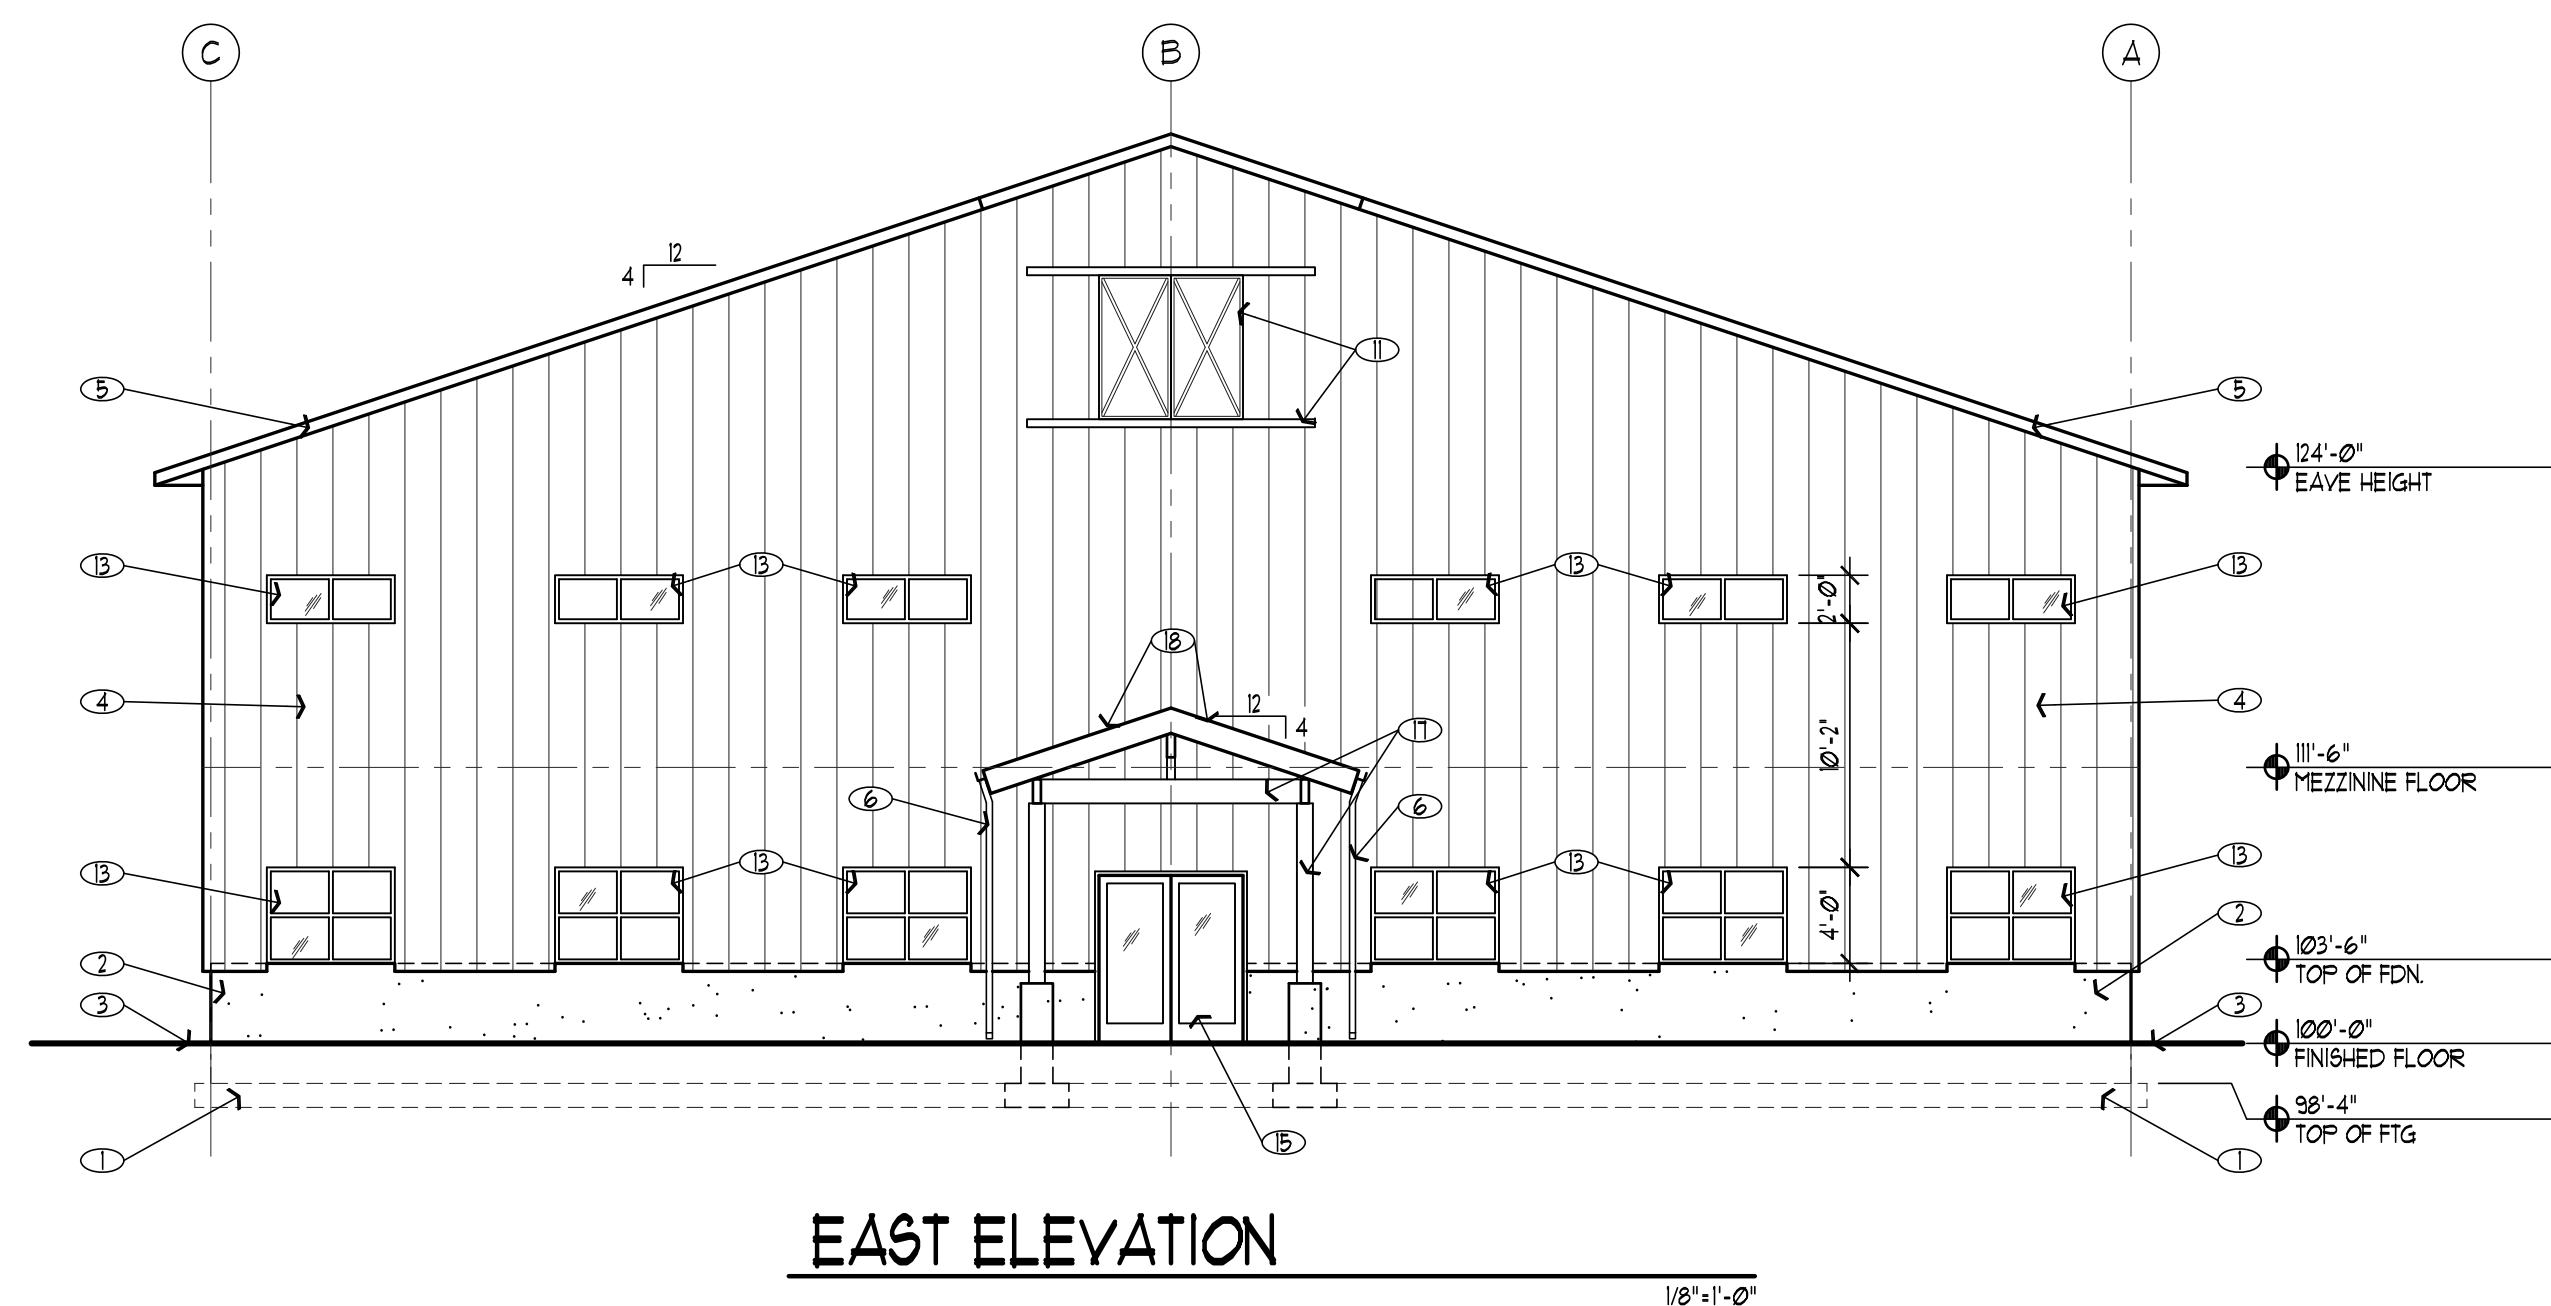 C B A
12
4
11
5 5
124'-0"
EAVE HEIGHT
13 13 13 13
2'-0"
18
4 4
12
4
17
10'-2"
111'-6"
MEZZININE FLOOR
6 6
13 13 13 13
4'-0"
2 2
103'-6"
TOP OF FDN.
3 3
100'-0"
FINISHED FLOOR
98'-4"
TOP OF FTG
1 15 1
EAST ELEVATION
1/8"=1'-0"